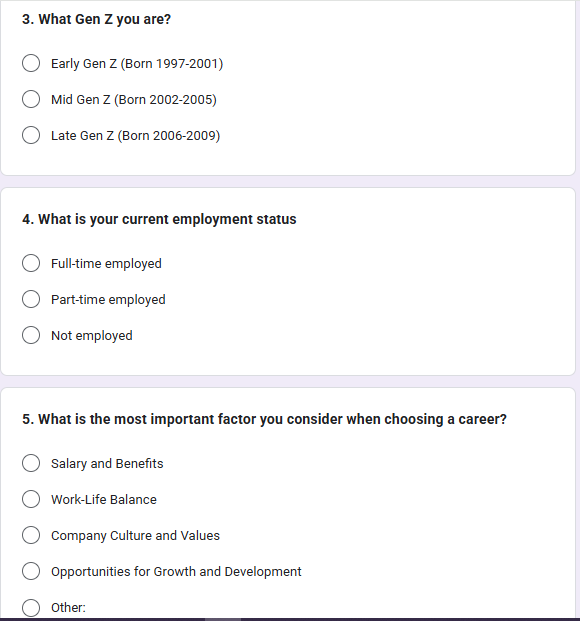 3. What Gen Z you are?
Early Gen Z (Born 1997-2001)
Mid Gen Z (Born 2002-2005)
Late Gen Z (Born 2006-2009)
4. What is your current employment status
Full-time employed
Part-time employed
Not employed
5. What is the most important factor you consider when choosing a career?
Salary and Benefits
Work-Life Balance
Company Culture and Values
Opportunities for Growth and Development
Other: